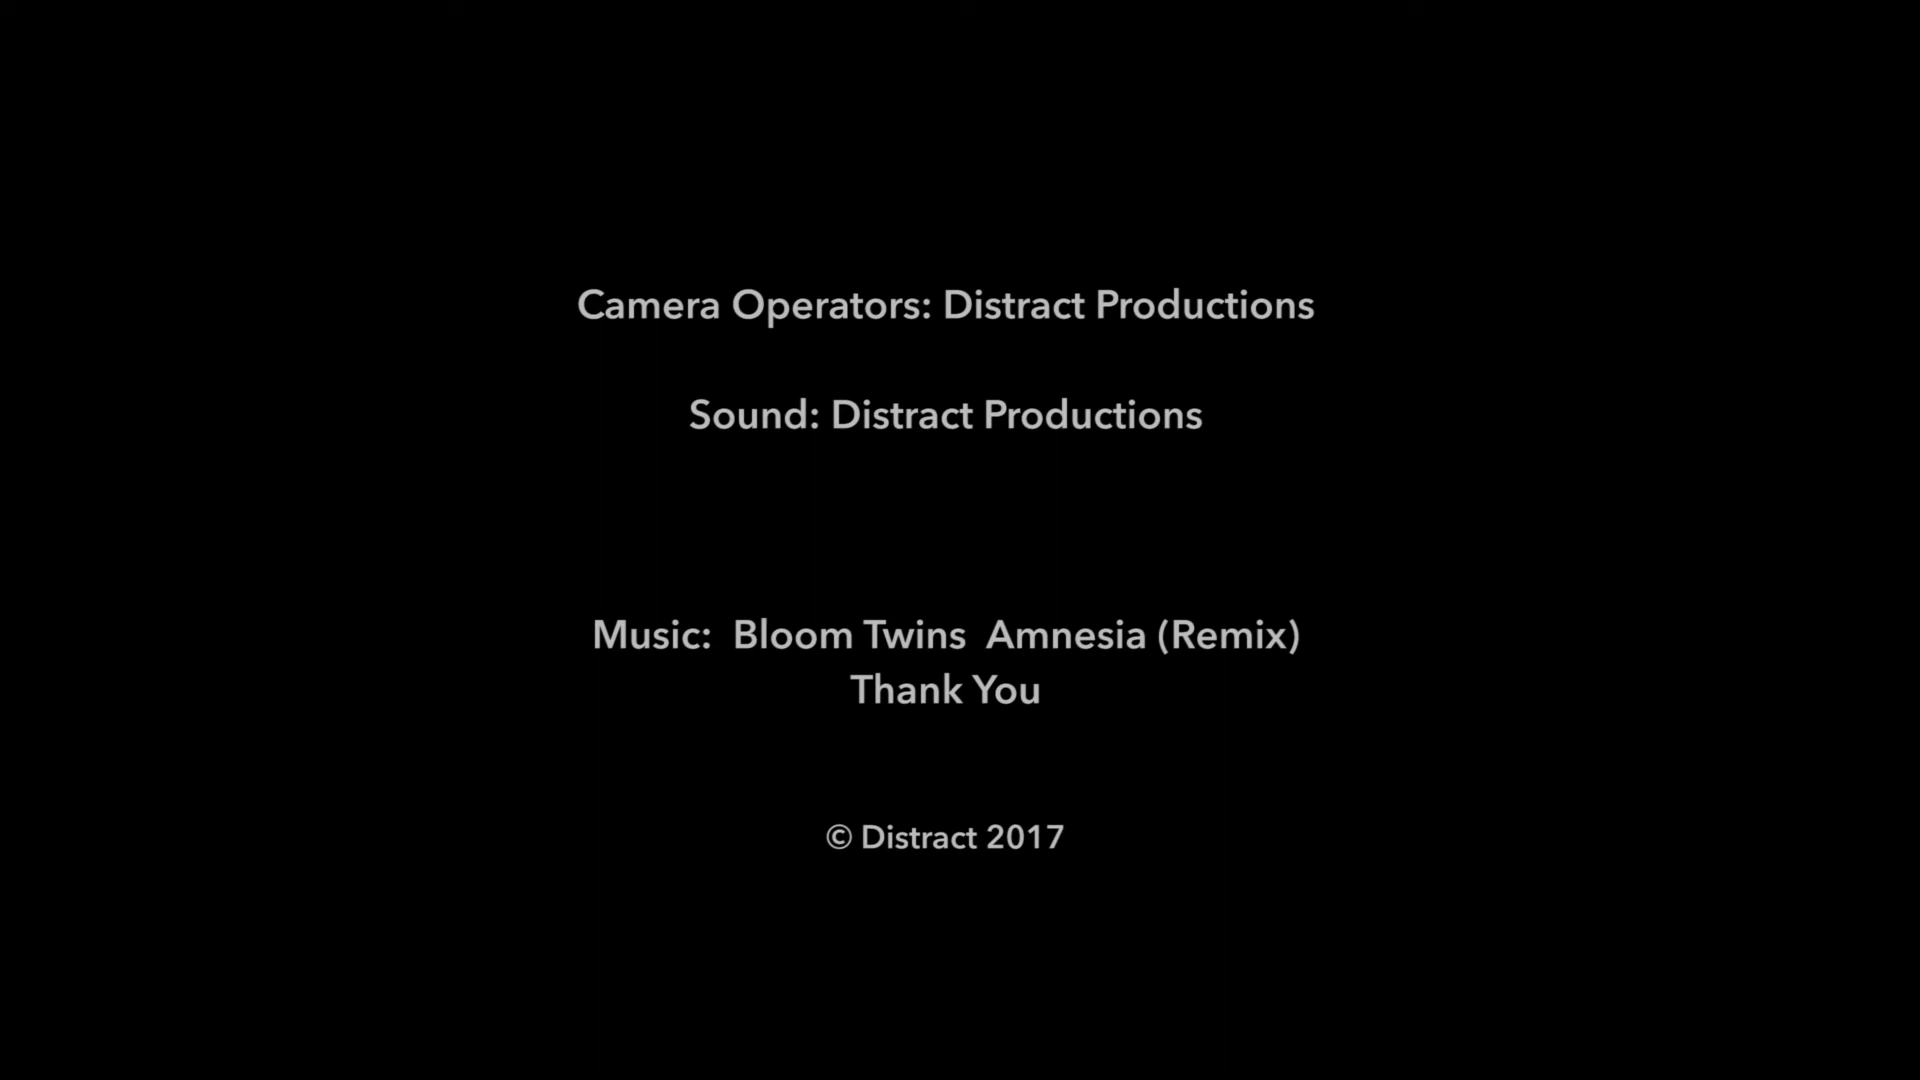 Camera Operators: Distract Productions
Sound: Distract Productions
Music:  Bloom Twins  Amnesia (Remix)
Thank You
© Distract 2017